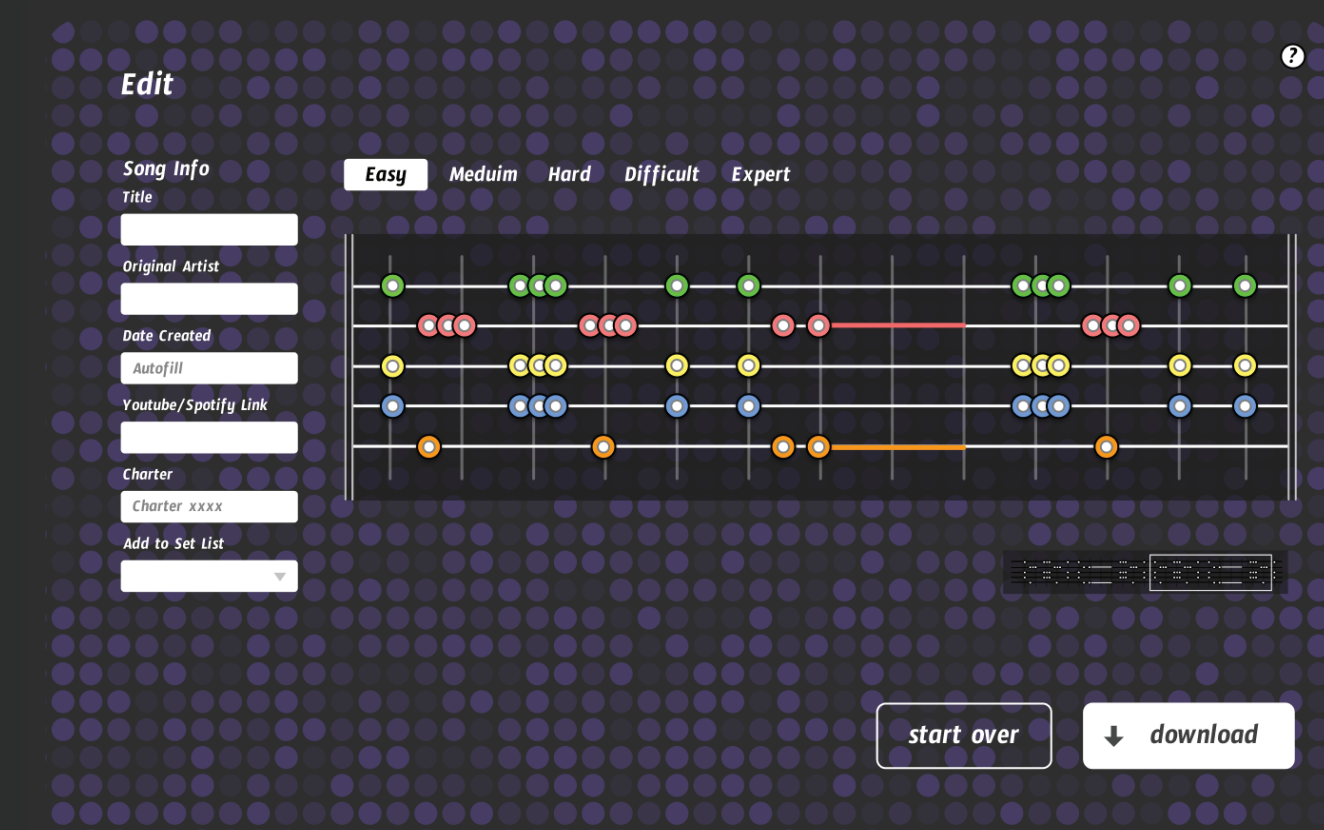 ?
Edit
Song Info
Easy Meduim Hard Difficult Expert
Title
Original Artist
Date Created
Autofill
Youtube/Spotify Link
Charter
Charter xxxx
Add to Set List
start over
download